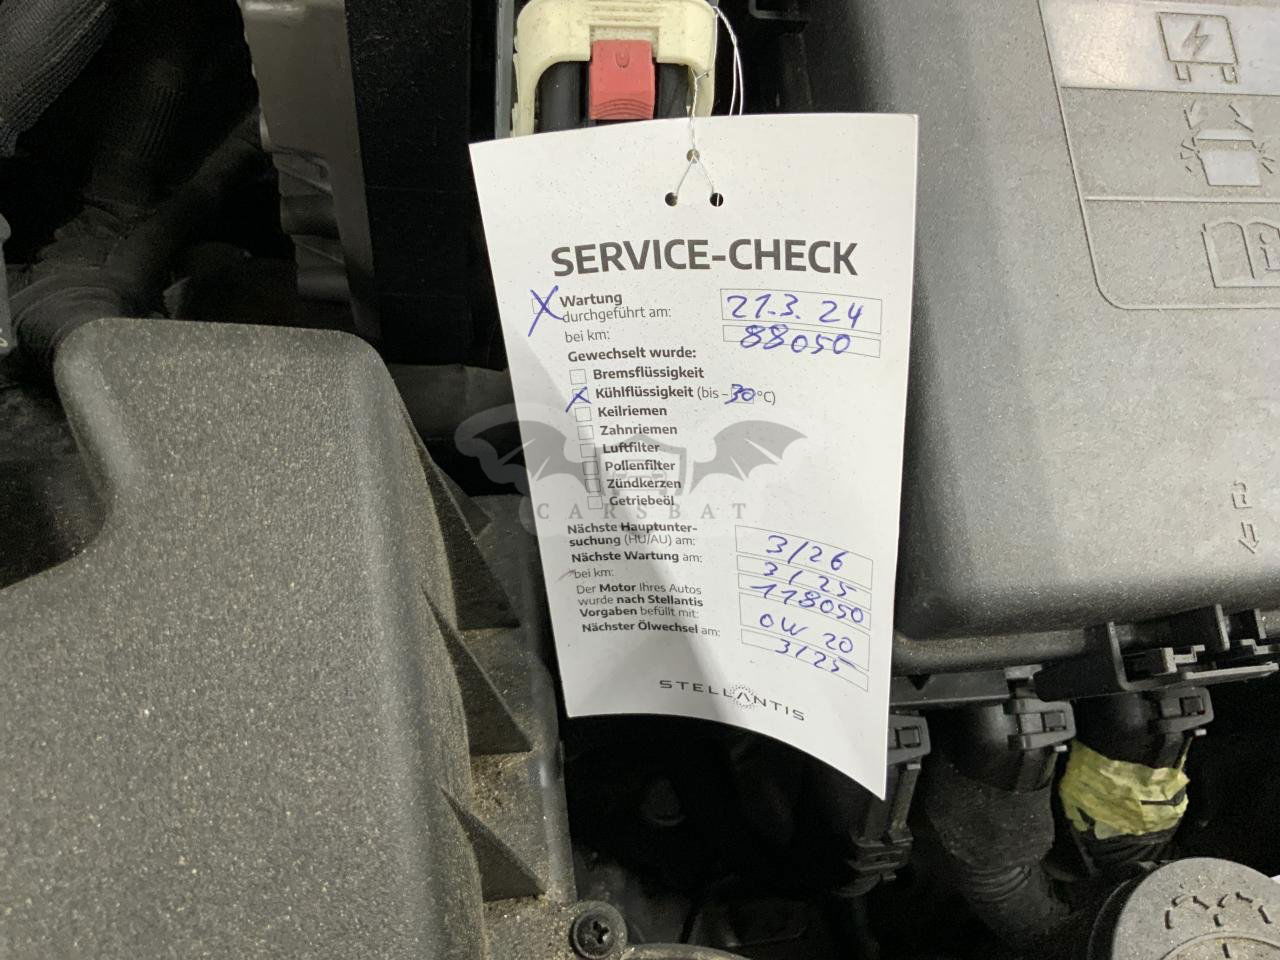 SERVICE-CHECK
Wartung
durchgeführt am: 21.3.24
bei km: 88050
Gewechselt wurde:
Bremsflüssigkeit
Kühlflüssigkeit (bis -30°C)
Keilriemen
Zahnriemen
Luftfilter
Pollenfilter
Zündkerzen
Getriebeöl
CARSBAT
Nächste Hauptunter-
suchung (HU/AU) am: 3/26
Nächste Wartung am: 3/25
bei km: 118050
Der Motor Ihres Autos
wurde nach Stellantis
Vorgaben befüllt mit: 0W20
Nächster Ölwechsel am: 3/25
STELLANTIS